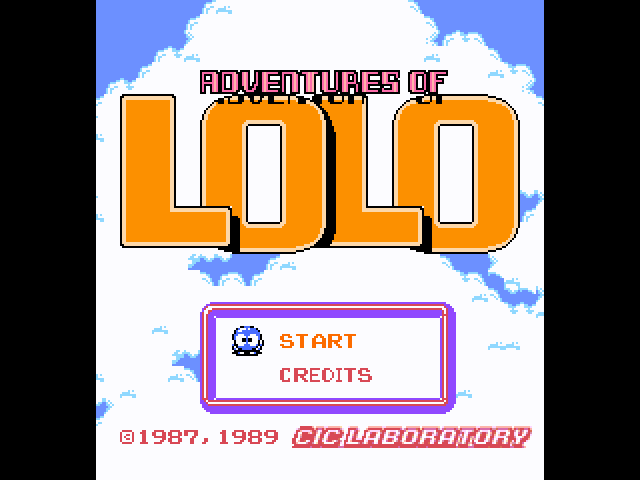 ADVENTURES OF
LOLO
START
CREDITS
©1987, 1989 CIC LABORATORY